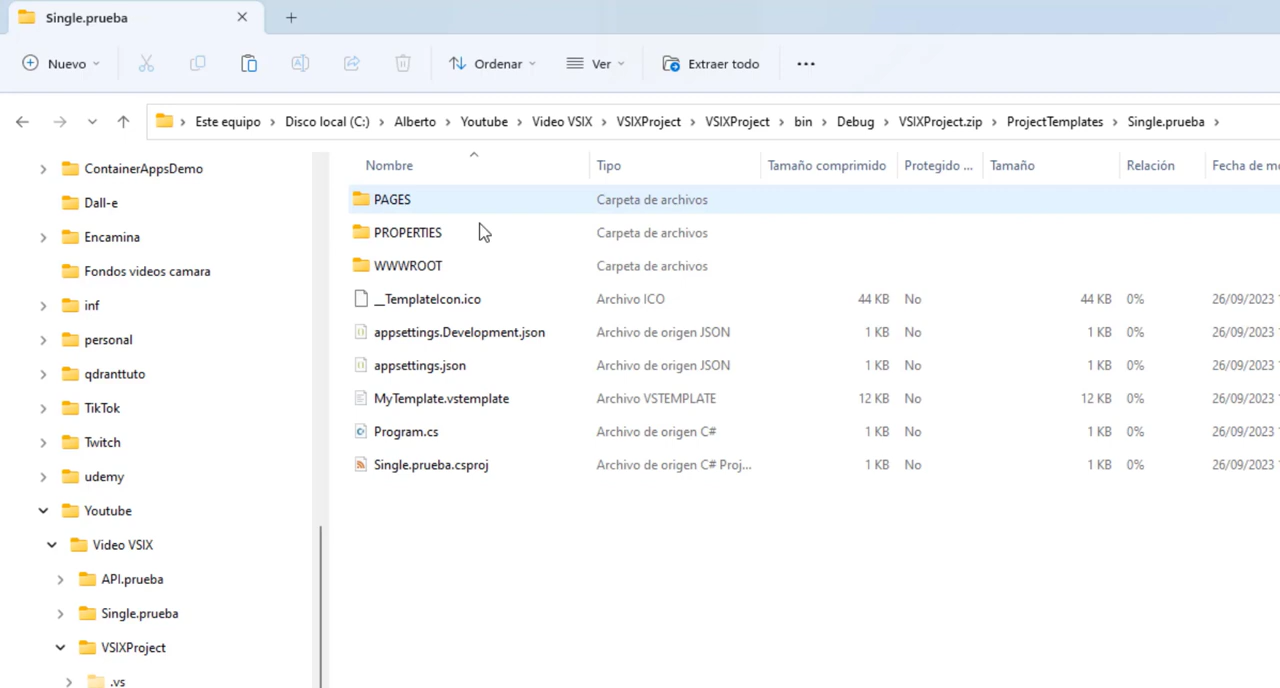 Single.prueba
Nuevo
Ordenar
Ver
Extraer todo
Este equipo > Disco local (C:) > Alberto > Youtube > Video VSIX > VSIXProject > VSIXProject > bin > Debug > VSIXProject.zip > ProjectTemplates > Single.prueba >
Nombre Tipo Tamaño comprimido Protegido ... Tamaño Relación Fecha de mo
ContainerAppsDemo
Dall-e
Encamina
Fondos videos camara
inf
personal
qdranttuto
TikTok
Twitch
udemy
Youtube
Video VSIX
API.prueba
Single.prueba
VSIXProject
.vs
PAGES Carpeta de archivos
PROPERTIES Carpeta de archivos
WWWROOT Carpeta de archivos
__TemplateIcon.ico Archivo ICO 44 KB No 44 KB 0% 26/09/2023 1
appsettings.Development.json Archivo de origen JSON 1 KB No 1 KB 0% 26/09/2023 1
appsettings.json Archivo de origen JSON 1 KB No 1 KB 0% 26/09/2023 1
MyTemplate.vstemplate Archivo VSTEMPLATE 12 KB No 12 KB 0% 26/09/2023 1
Program.cs Archivo de origen C# 1 KB No 1 KB 0% 26/09/2023 1
Single.prueba.csproj Archivo de origen C# Proj... 1 KB No 1 KB 0% 26/09/2023 1